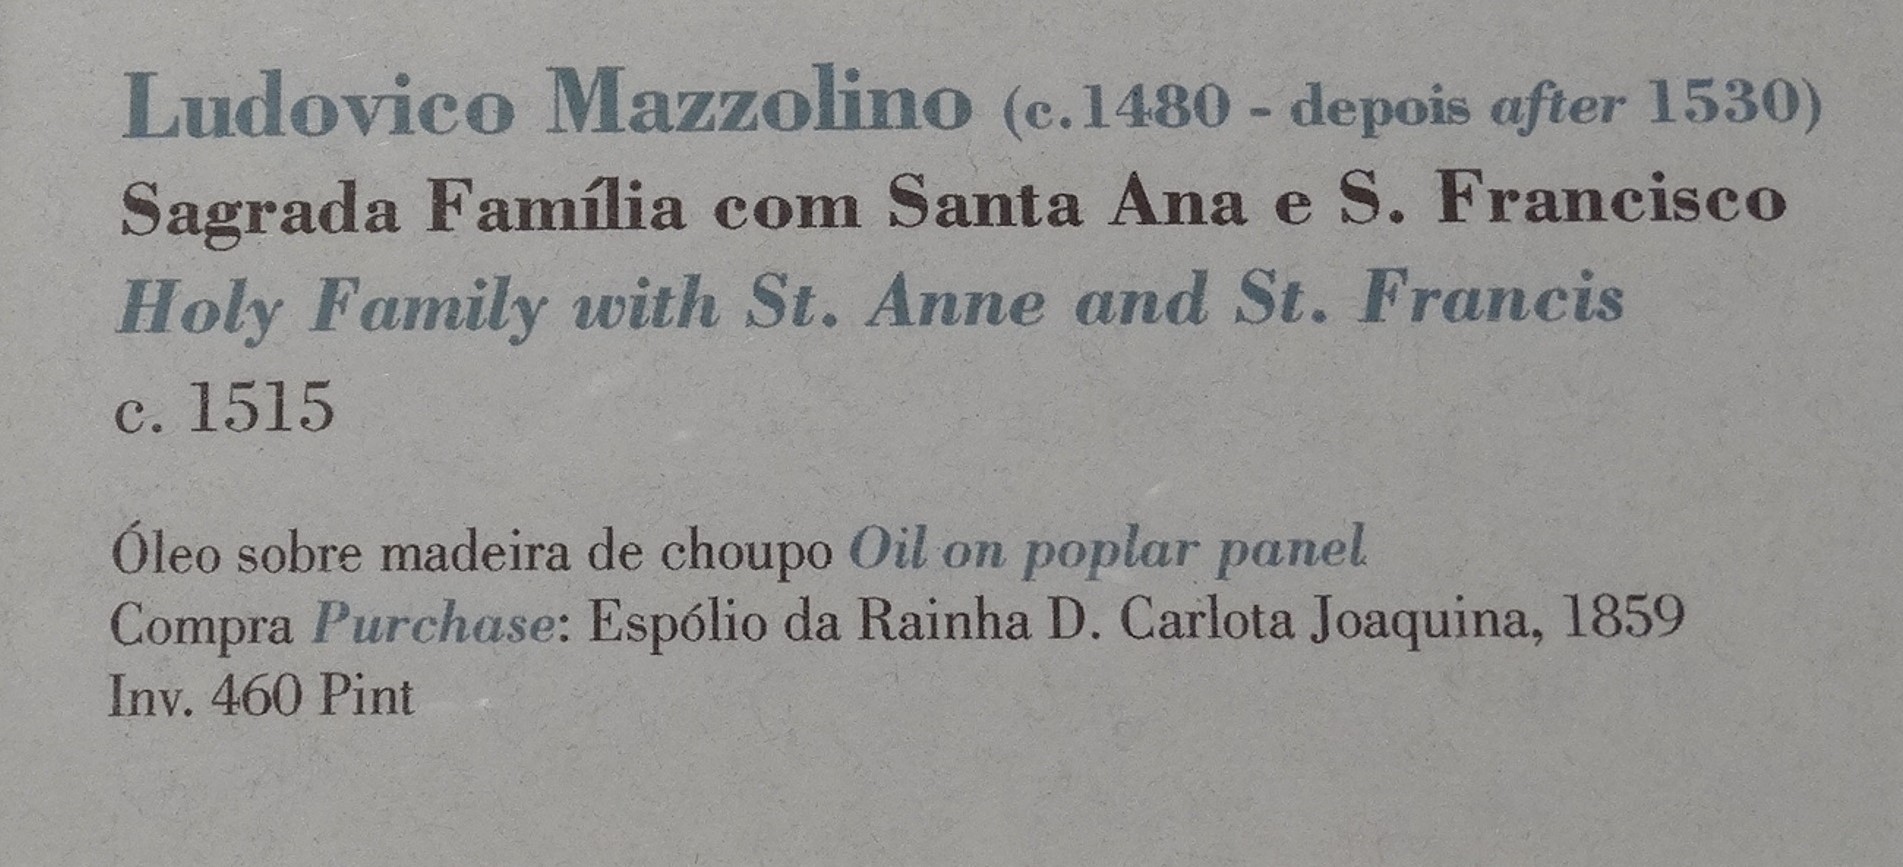 Ludovico Mazzolino (c.1480 - depois after 1530)
Sagrada Família com Santa Ana e S. Francisco
Holy Family with St. Anne and St. Francis
c. 1515
Óleo sobre madeira de choupo Oil on poplar panel
Compra Purchase: Espólio da Rainha D. Carlota Joaquina, 1859
Inv. 460 Pint